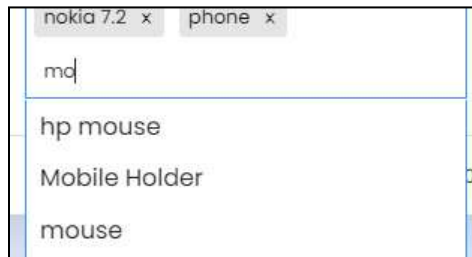 nokia 7.2 x phone x
mo
hp mouse
Mobile Holder
mouse